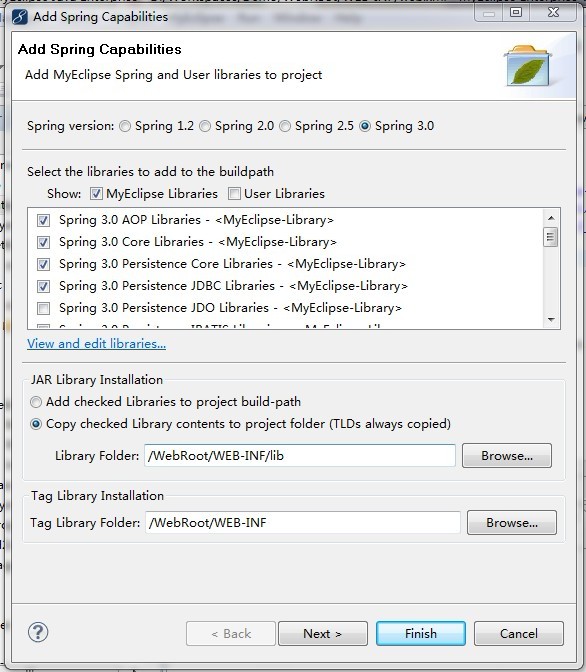 Add Spring Capabilities
Add Spring Capabilities
Add MyEclipse Spring and User libraries to project
Spring version: Spring 1.2 Spring 2.0 Spring 2.5 Spring 3.0
Select the libraries to add to the buildpath
Show: MyEclipse Libraries User Libraries
Spring 3.0 AOP Libraries - <MyEclipse-Library>
Spring 3.0 Core Libraries - <MyEclipse-Library>
Spring 3.0 Persistence Core Libraries - <MyEclipse-Library>
Spring 3.0 Persistence JDBC Libraries - <MyEclipse-Library>
Spring 3.0 Persistence JDO Libraries - <MyEclipse-Library>
View and edit libraries...
JAR Library Installation
Add checked Libraries to project build-path
Copy checked Library contents to project folder (TLDs always copied)
Library Folder: /WebRoot/WEB-INF/lib Browse...
Tag Library Installation
Tag Library Folder: /WebRoot/WEB-INF Browse...
? < Back Next > Finish Cancel